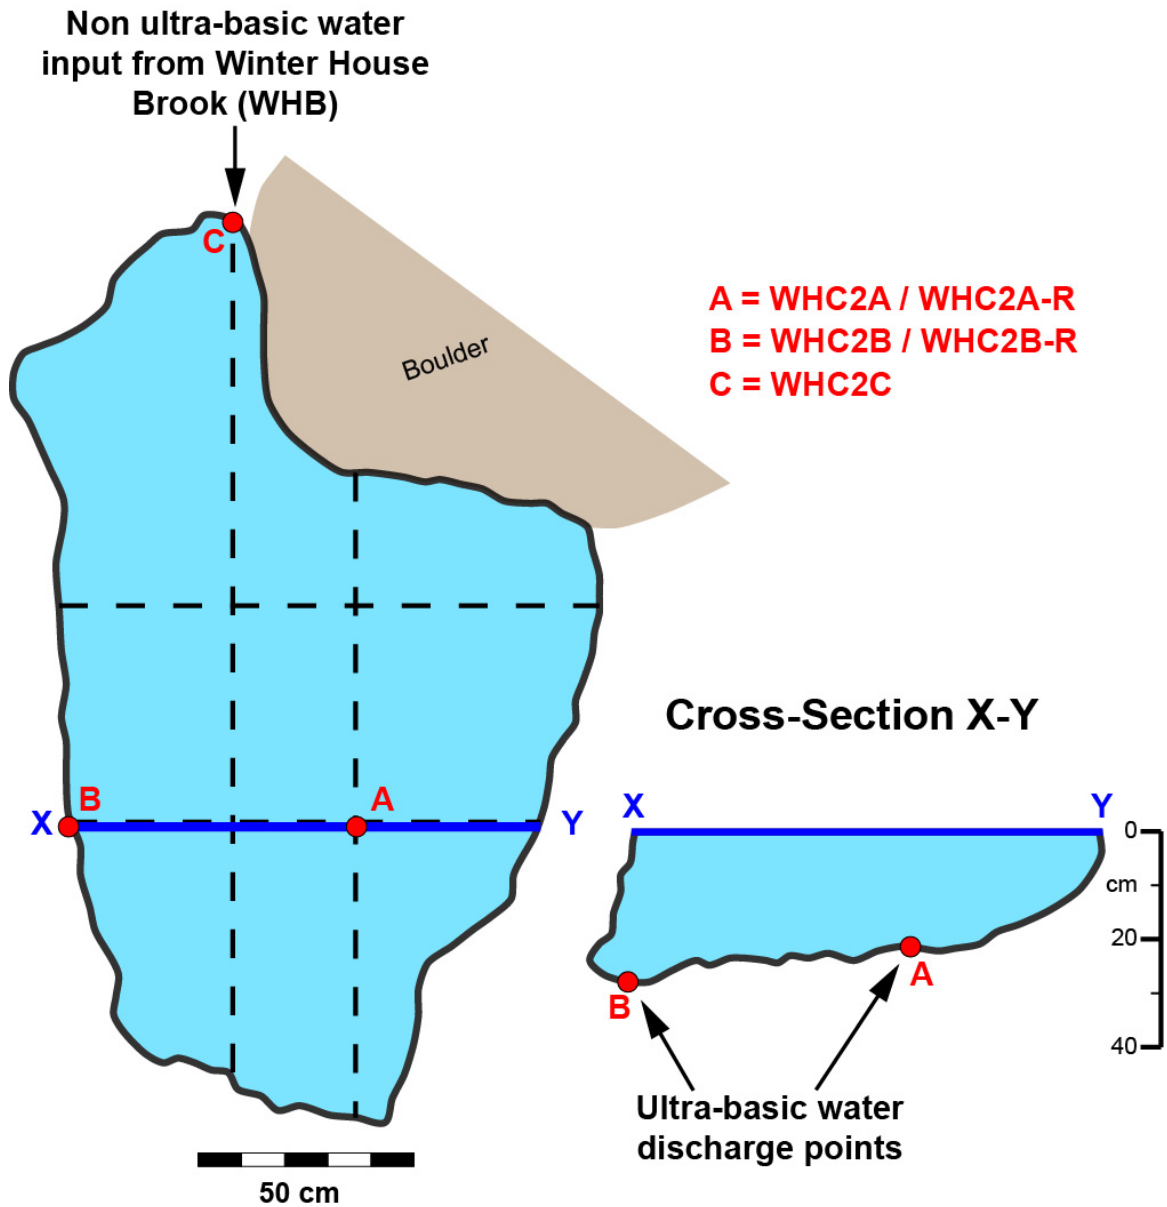 Non ultra-basic water
input from Winter House
Brook (WHB)
C
Boulder
A = WHC2A / WHC2A-R
B = WHC2B / WHC2B-R
C = WHC2C
Cross-Section X-Y
X
B
A
Y
X
Y
0
cm
20
40
B
A
Ultra-basic water
discharge points
50 cm